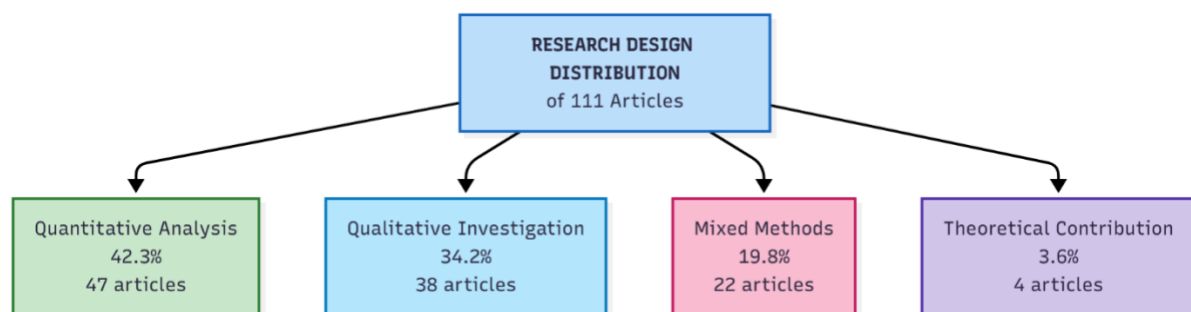 RESEARCH DESIGN
DISTRIBUTION
of 111 Articles
Quantitative Analysis
42.3%
47 articles
Qualitative Investigation
34.2%
38 articles
Mixed Methods
19.8%
22 articles
Theoretical Contribution
3.6%
4 articles